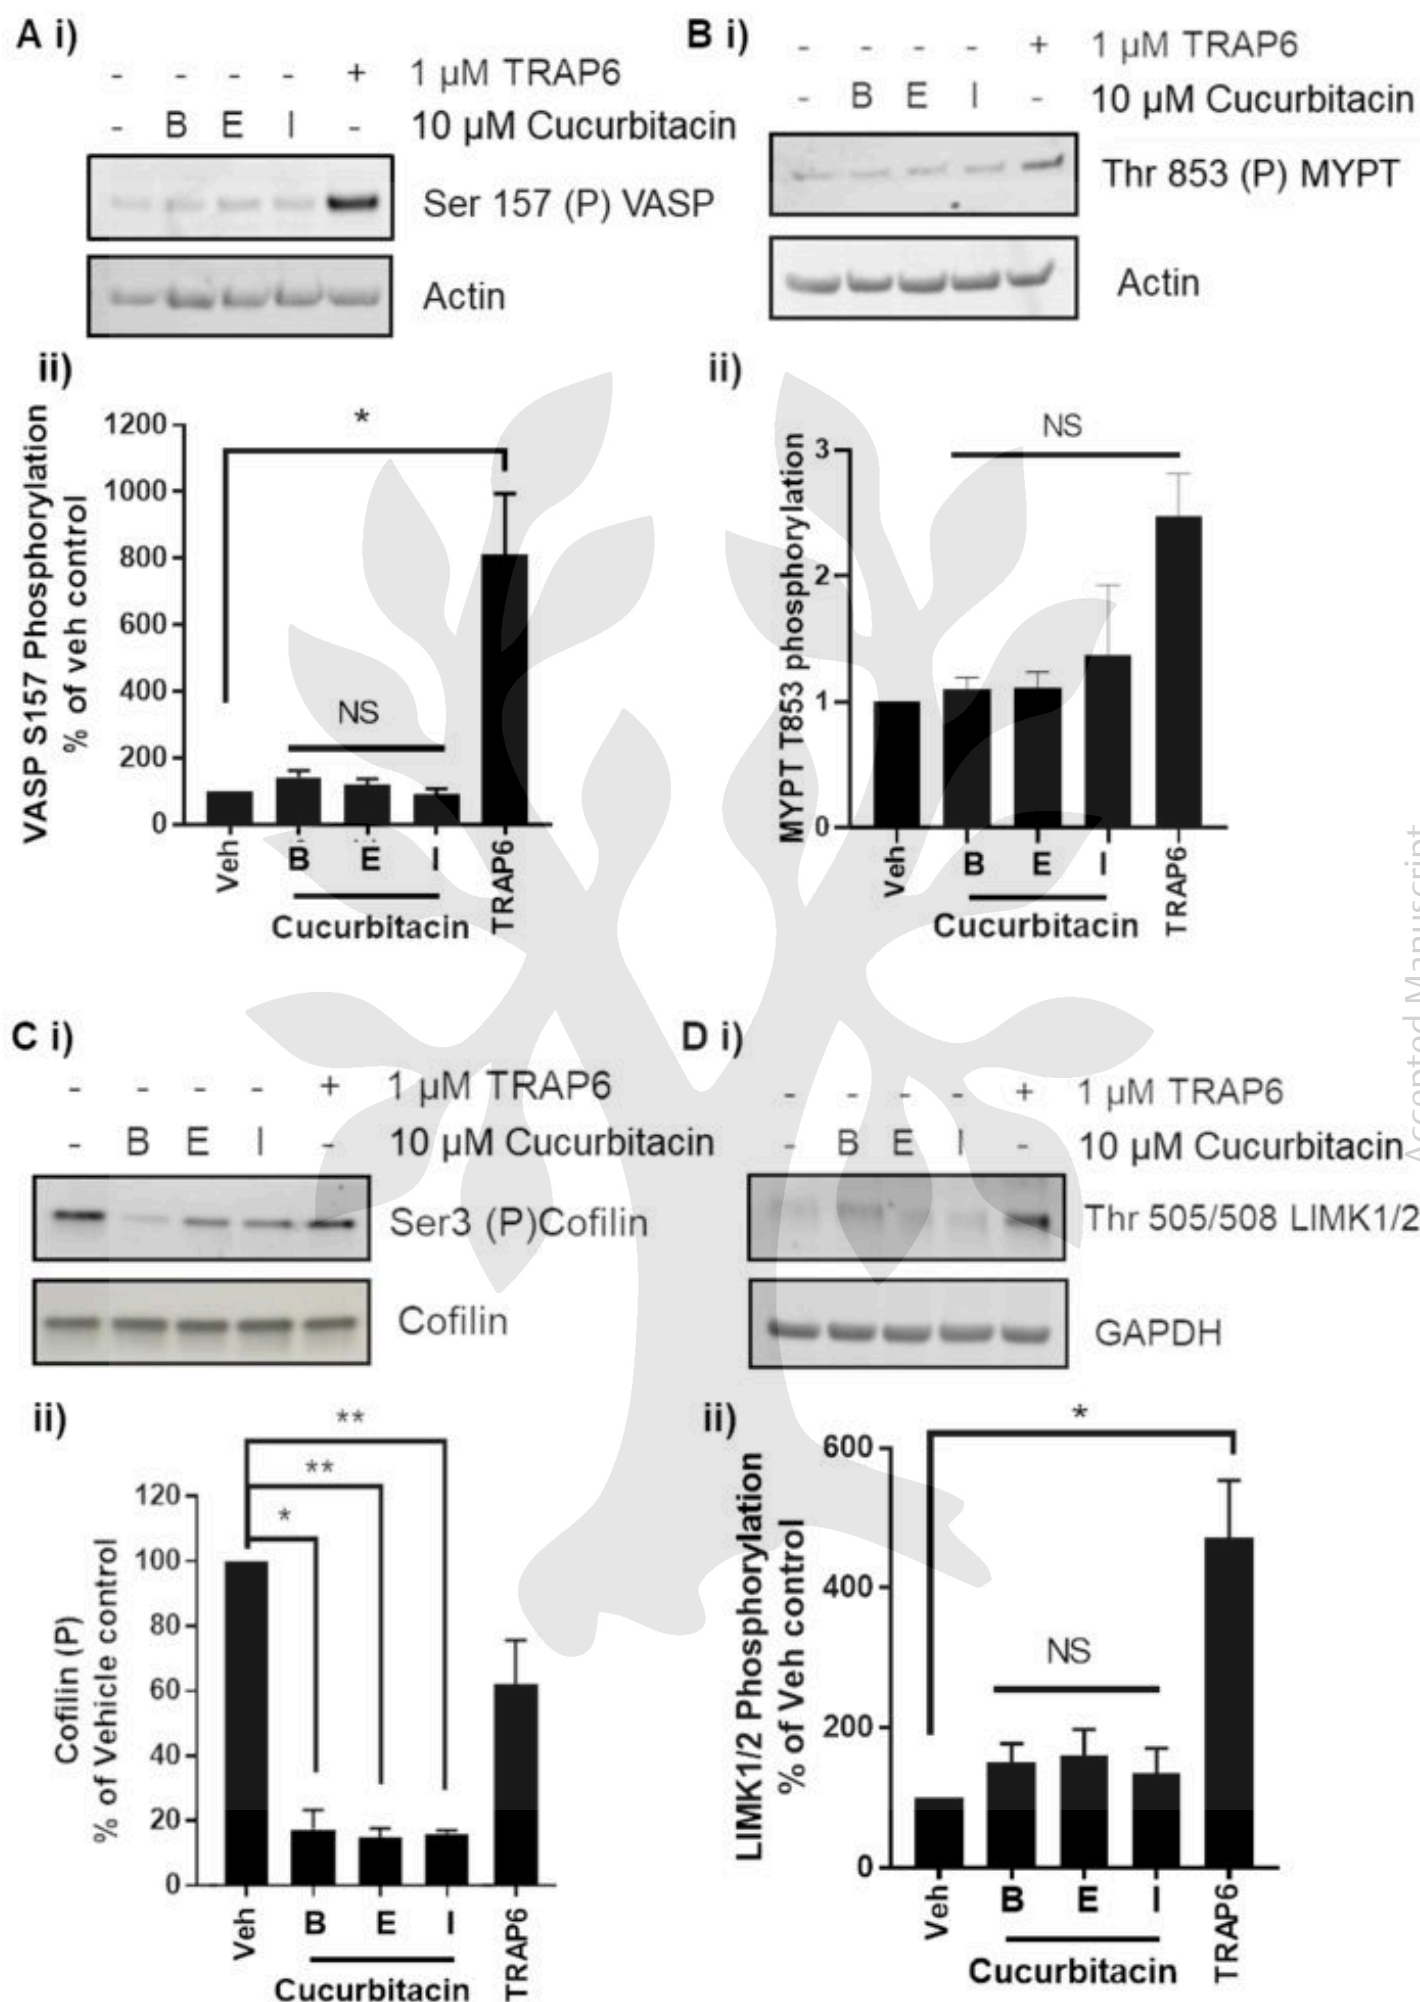 A i)
- - - - + 1 µM TRAP6
- B E I - 10 µM Cucurbitacin
Ser 157 (P) VASP
Actin
ii)
VASP S157 Phosphorylation
% of veh control
1200
1000
800
600
400
200
0
*
NS
Veh
B
E
I
TRAP6
Cucurbitacin
B i)
- - - - + 1 µM TRAP6
- B E I - 10 µM Cucurbitacin
Thr 853 (P) MYPT
Actin
ii)
MYPT T853 phosphorylation
3
2
1
0
NS
Veh
B
E
I
TRAP6
Cucurbitacin
C i)
- - - - + 1 µM TRAP6
- B E I - 10 µM Cucurbitacin
Ser3 (P)Cofilin
Cofilin
ii)
Cofilin (P)
% of Vehicle control
120
100
80
60
40
20
0
**
**
*
Veh
B
E
I
TRAP6
Cucurbitacin
D i)
- - - - + 1 µM TRAP6
- B E I - 10 µM Cucurbitacin
Thr 505/508 LIMK1/2
GAPDH
ii)
LIMK1/2 Phosphorylation
% of Veh control
600
400
200
0
*
NS
Veh
B
E
I
TRAP6
Cucurbitacin
Accepted Manuscript